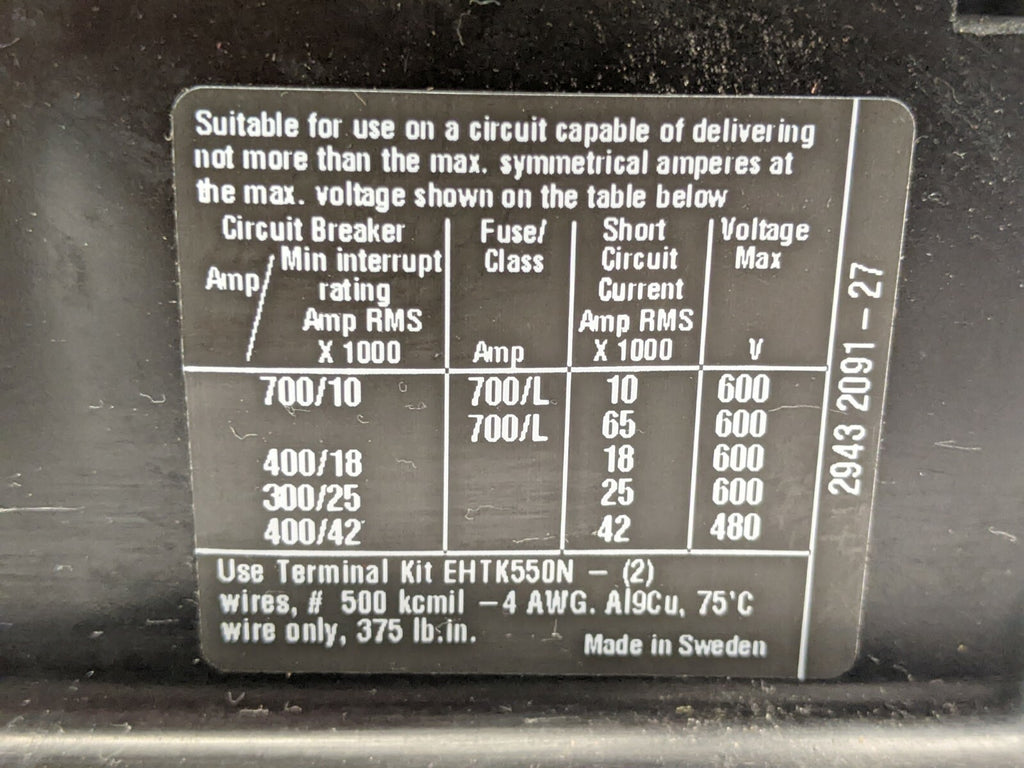 Suitable for use on a circuit capable of delivering
not more than the max. symmetrical amperes at
the max. voltage shown on the table below
Circuit Breaker Fuse/ Short Voltage
Amp/ Min interrupt Class Circuit Max
rating Current
Amp RMS Amp RMS
X 1000 Amp X 1000 V
700/10 700/L 10 600
700/L 65 600
400/18 18 600
300/25 25 600
400/42 42 480
Use Terminal Kit EHTK550N – (2)
wires, # 500 kcmil –4 AWG. Al9Cu, 75°C
wire only, 375 lb.in.
Made in Sweden
2943 2091 – 27